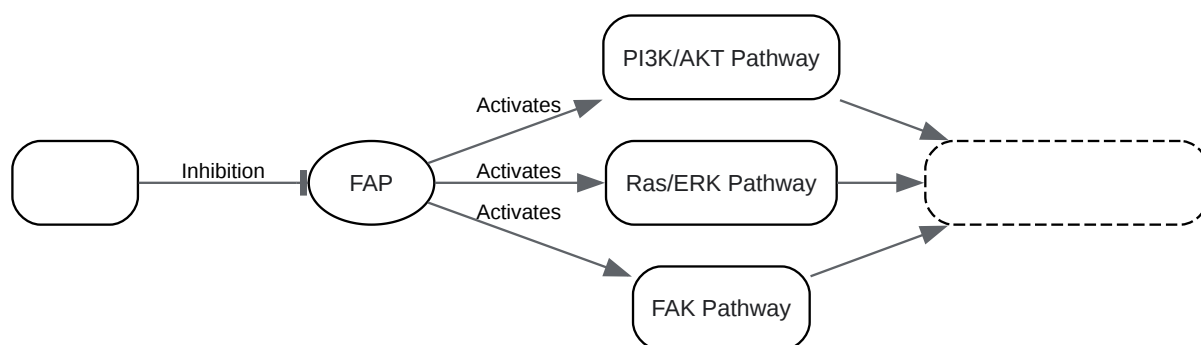 PI3K/AKT Pathway
Activates
Inhibition
FAP
Activates
Ras/ERK Pathway
Activates
FAK Pathway